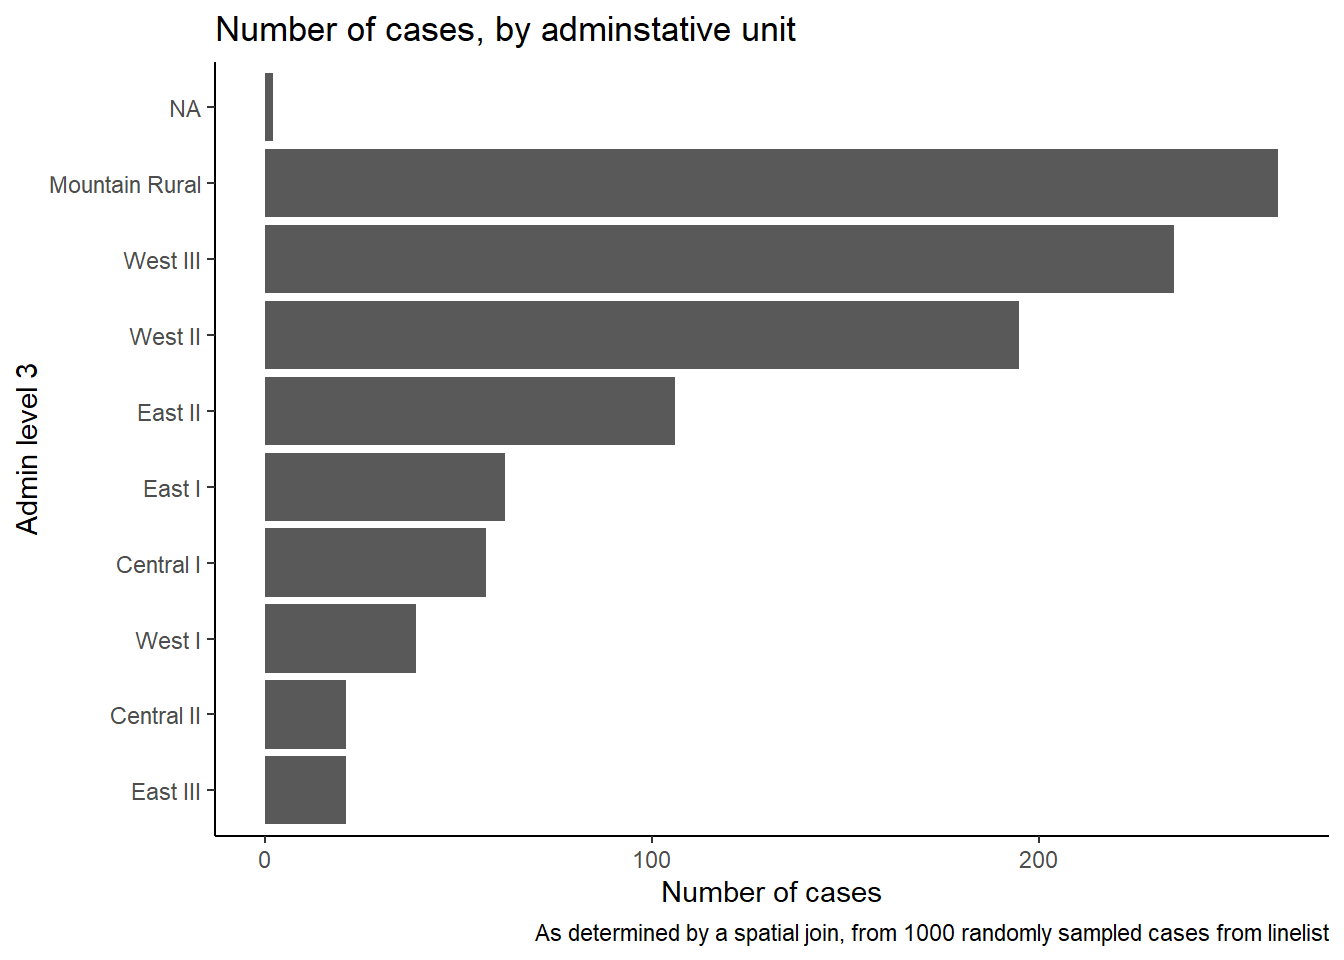 Number of cases, by adminstative unit
NA
Mountain Rural
West III
West II
East II
East I
Central I
West I
Central II
East III
Admin level 3
0 100 200
Number of cases
As determined by a spatial join, from 1000 randomly sampled cases from linelist